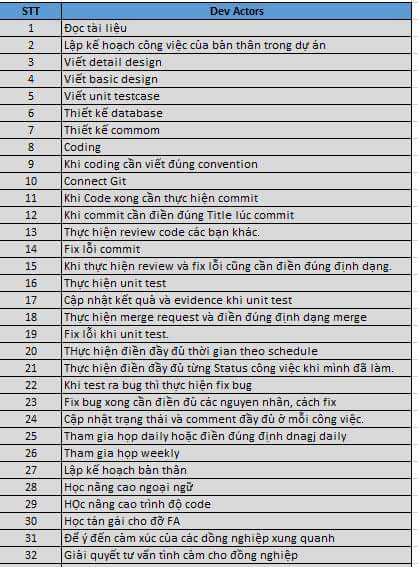 STT Dev Actors
1 Đọc tài liệu
2 Lập kế hoạch công việc của bản thân trong dự án
3 Viết detail design
4 Viết basic design
5 Viết unit testcase
6 Thiết kế database
7 Thiết kế commom
8 Coding
9 Khi coding cần viết đúng convention
10 Connect Git
11 Khi Code xong cần thực hiện commit
12 Khi commit cần điền đúng Title lúc commit
13 Thực hiện review code các bạn khác.
14 Fix lỗi commit
15 Khi thực hiện review và fix lỗi cũng cần điền đúng định dạng.
16 Thực hiện unit test
17 Cập nhật kết quả và evidence khi unit test
18 Thực hiện merge request và điền đúng định dạng merge
19 Fix lỗi khi unit test.
20 THực hiện điền đầy đủ thời gian theo schedule
21 Thực hiện điền đầy đủ từng Status công việc khi mình đã làm.
22 Khi test ra bug thì thực hiện fix bug
23 Fix bug xong cần điền đủ các nguyen nhân, cách fix
24 Cập nhật trạng thái và comment đầy đủ ở mỗi công việc.
25 Tham gia họp daily hoặc điền đúng định dnagj daily
26 Tham gia họp weekly
27 Lập kế hoạch bản thân
28 Học nâng cao ngoại ngữ
29 HOc nâng cao trình độ code
30 Học tán gái cho đỡ FA
31 Để ý đến cảm xúc của các đồng nghiệp xung quanh
32 Giải quyết tư vấn tình cảm cho đồng nghiệp